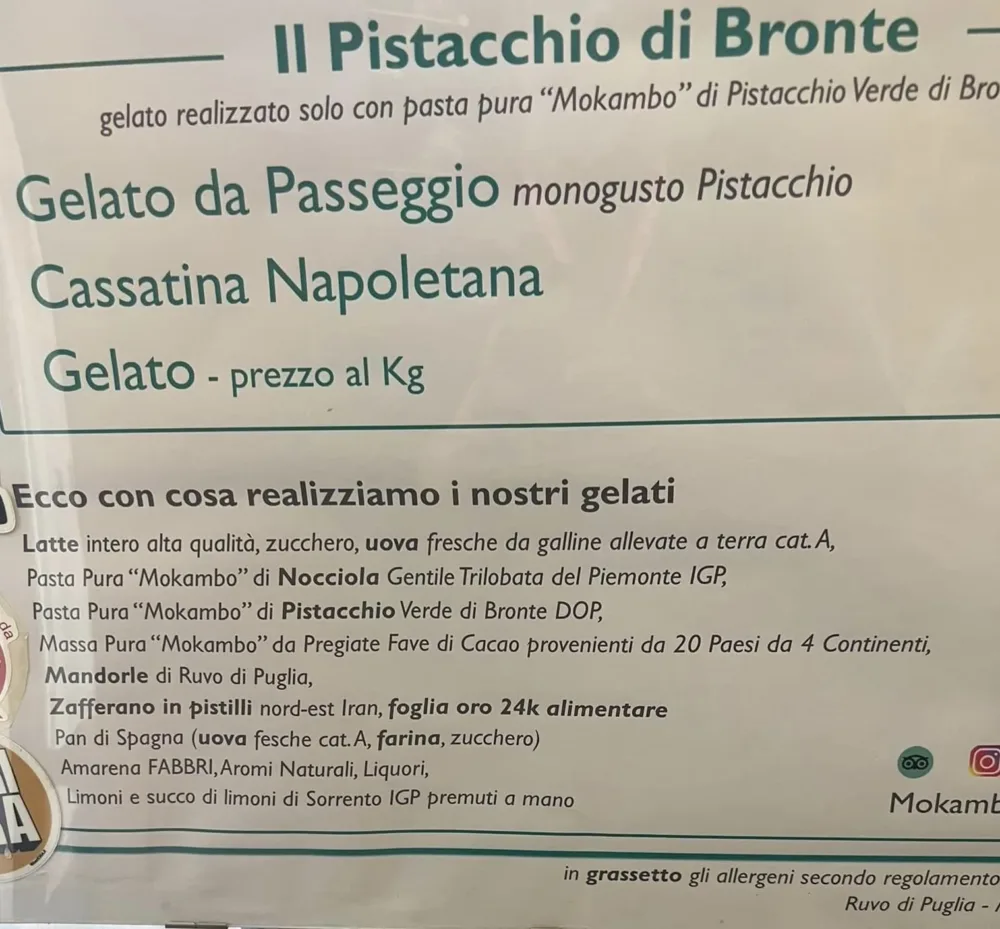 Il Pistacchio di Bronte
gelato realizzato solo con pasta pura “Mokambo” di Pistacchio Verde di Bro
Gelato da Passeggio monogusto Pistacchio
Cassatina Napoletana
Gelato - prezzo al Kg
Ecco con cosa realizziamo i nostri gelati
Latte intero alta qualità, zucchero, uova fresche da galline allevate a terra cat. A,
Pasta Pura “Mokambo” di Nocciola Gentile Trilobata del Piemonte IGP,
Pasta Pura “Mokambo” di Pistacchio Verde di Bronte DOP,
Massa Pura “Mokambo” da Pregiate Fave di Cacao provenienti da 20 Paesi da 4 Continenti,
Mandorle di Ruvo di Puglia,
Zafferano in pistilli nord-est Iran, foglia oro 24k alimentare
Pan di Spagna (uova fesche cat. A, farina, zucchero)
Amarena FABBRI, Aromi Naturali, Liquori,
Limoni e succo di limoni di Sorrento IGP premuti a mano
Mokamb
in grassetto gli allergeni secondo regolamento
Ruvo di Puglia -
da